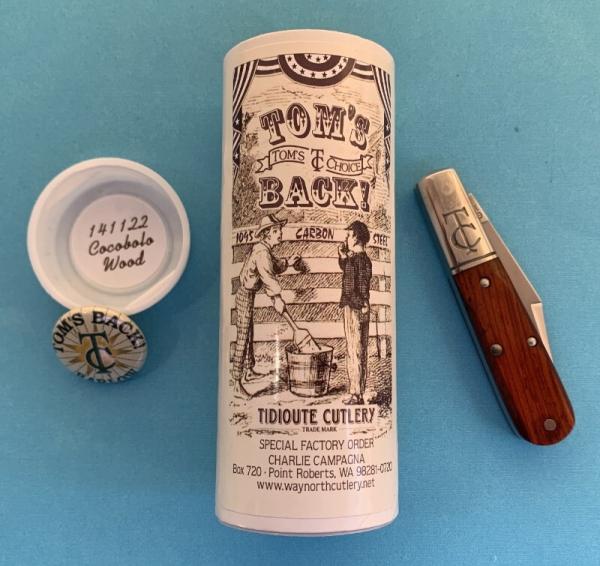 TOM'S
TOM'S TC CHOICE
BACK!
1095 CARBON STEEL
TIDIOUTE CUTLERY
TRADE MARK
SPECIAL FACTORY ORDER
CHARLIE CAMPAGNA
Box 720 - Point Roberts, WA 98281-0720
www.waynorthcutlery.net
141122
Cocobolo
Wood
TOM'S BACK!
TC
TC